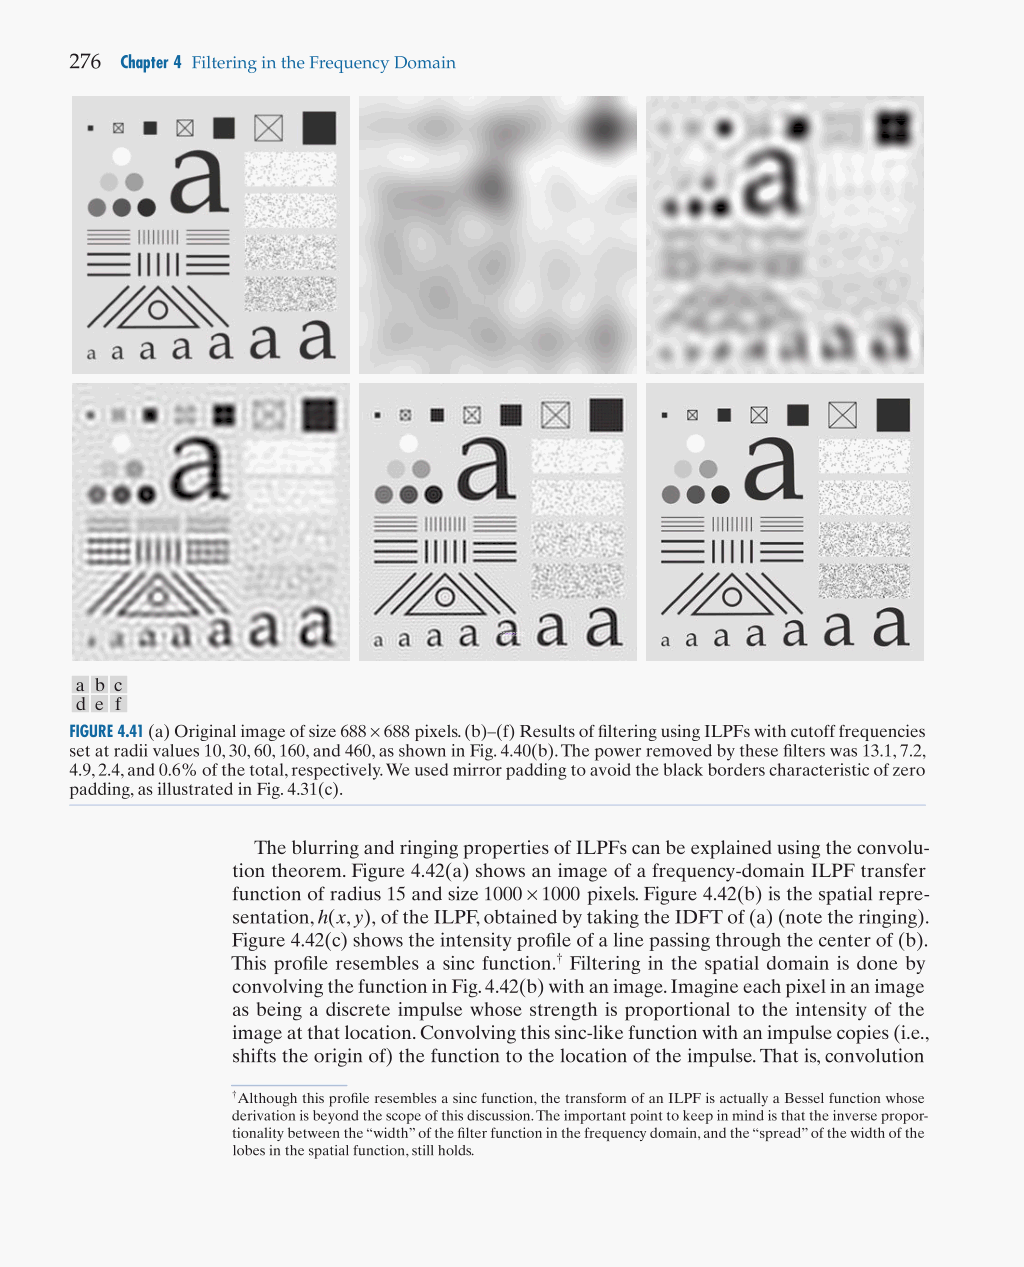 276 Chapter 4 Filtering in the Frequency Domain
a
a a a a a a a
a
a a a a a a a
a
a a a a a a a
a
a a a a a a a
a b c
d e f
FIGURE 4.41 (a) Original image of size 688 × 688 pixels. (b)–(f) Results of filtering using ILPFs with cutoff frequencies
set at radii values 10, 30, 60, 160, and 460, as shown in Fig. 4.40(b). The power removed by these filters was 13.1, 7.2,
4.9, 2.4, and 0.6% of the total, respectively. We used mirror padding to avoid the black borders characteristic of zero
padding, as illustrated in Fig. 4.31(c).
The blurring and ringing properties of ILPFs can be explained using the convolu-
tion theorem. Figure 4.42(a) shows an image of a frequency-domain ILPF transfer
function of radius 15 and size 1000 × 1000 pixels. Figure 4.42(b) is the spatial repre-
sentation, h(x, y), of the ILPF, obtained by taking the IDFT of (a) (note the ringing).
Figure 4.42(c) shows the intensity profile of a line passing through the center of (b).
This profile resembles a sinc function.† Filtering in the spatial domain is done by
convolving the function in Fig. 4.42(b) with an image. Imagine each pixel in an image
as being a discrete impulse whose strength is proportional to the intensity of the
image at that location. Convolving this sinc-like function with an impulse copies (i.e.,
shifts the origin of) the function to the location of the impulse. That is, convolution
†Although this profile resembles a sinc function, the transform of an ILPF is actually a Bessel function whose
derivation is beyond the scope of this discussion. The important point to keep in mind is that the inverse propor-
tionality between the “width” of the filter function in the frequency domain, and the “spread” of the width of the
lobes in the spatial function, still holds.